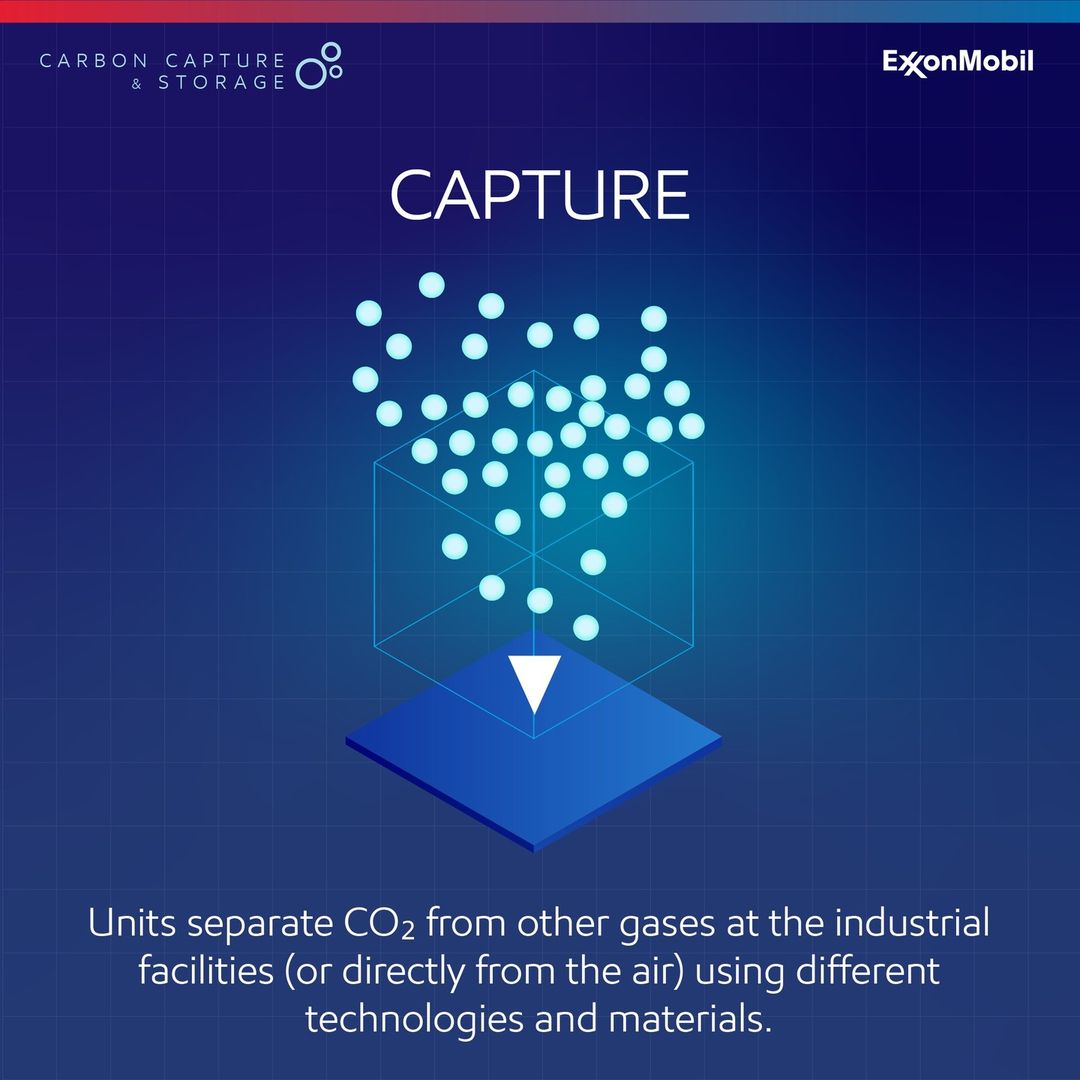 CARBON CAPTURE
& STORAGE
ExxonMobil
CAPTURE
Units separate CO₂ from other gases at the industrial
facilities (or directly from the air) using different
technologies and materials.